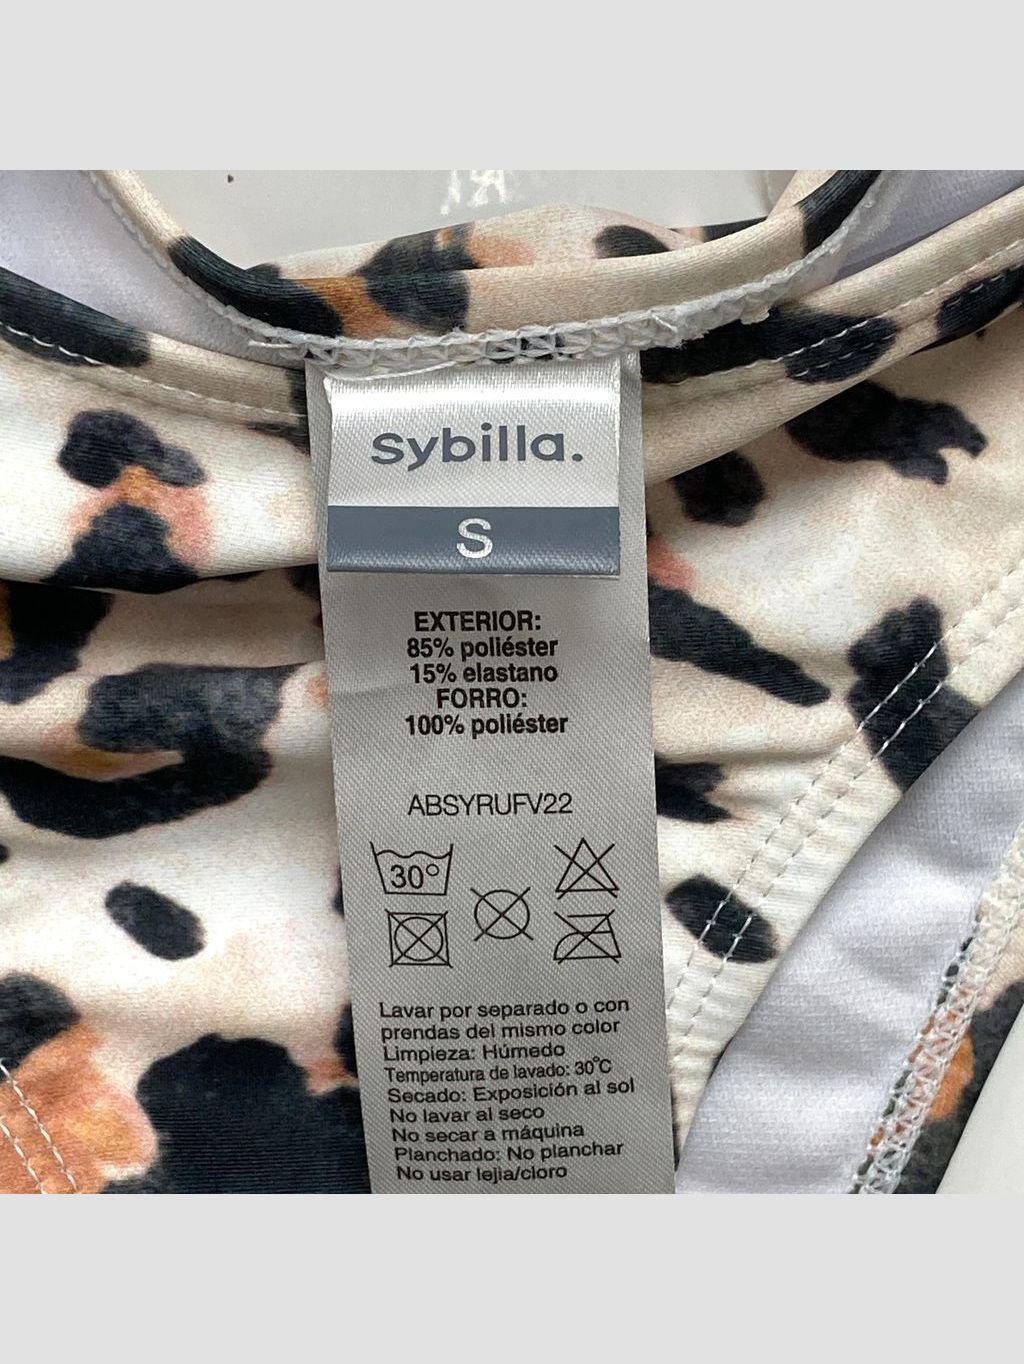 sybilla.
S
EXTERIOR:
85% poliéster
15% elastano
FORRO:
100% poliéster
ABSYRUFV22
30°
Lavar por separado o con
prendas del mismo color
Limpieza: Húmedo
Temperatura de lavado: 30°C
Secado: Exposición al sol
No lavar al seco
No secar a máquina
Planchado: No planchar
No usar lejia/cloro